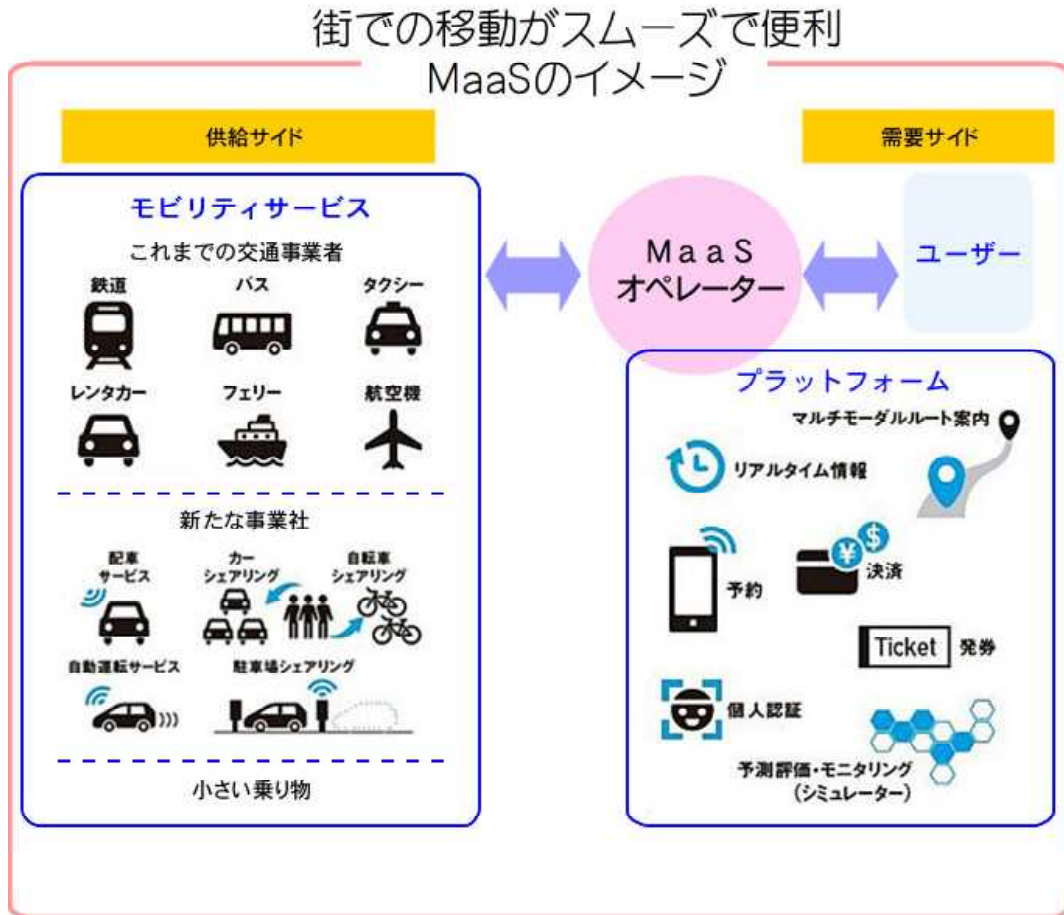 街での移動がスムーズで便利
MaaSのイメージ
供給サイド
需要サイド
モビリティサービス
これまでの交通事業者
鉄道
バス
タクシー
レンタカー
フェリー
航空機
新たな事業社
配車
サービス
カー
シェアリング
自転車
シェアリング
自動運転サービス
駐車場シェアリング
小さい乗り物
MaaS
オペレーター
ユーザー
プラットフォーム
マルチモーダルルート案内
リアルタイム情報
予約
¥
$
決済
Ticket
発券
個人認証
予測評価・モニタリング
(シミュレーター)